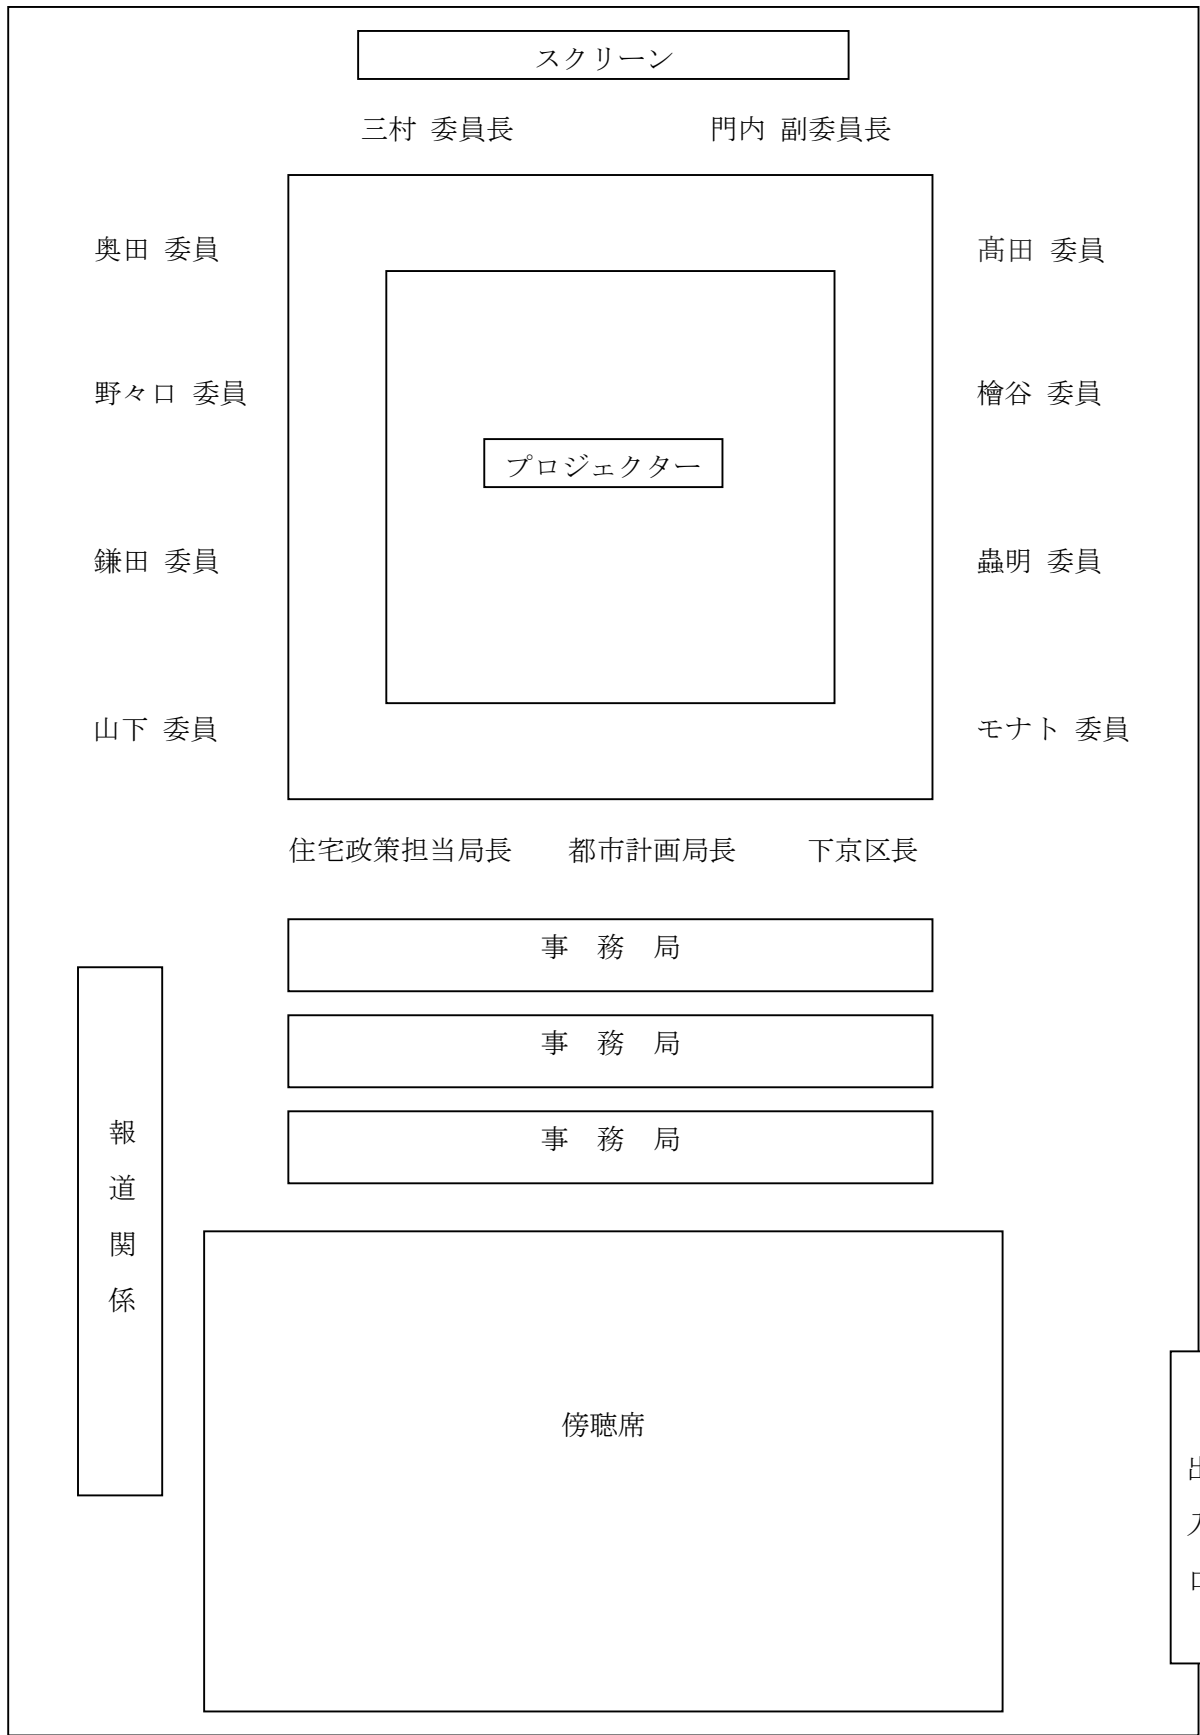 スクリーン
三村 委員長 門内 副委員長
奥田 委員 髙田 委員
野々口 委員 檜谷 委員
プロジェクター
鎌田 委員 蟲明 委員
山下 委員 モナト 委員
住宅政策担当局長 都市計画局長 下京区長
事 務 局
事 務 局
事 務 局
報道関係
傍聴席
出入口